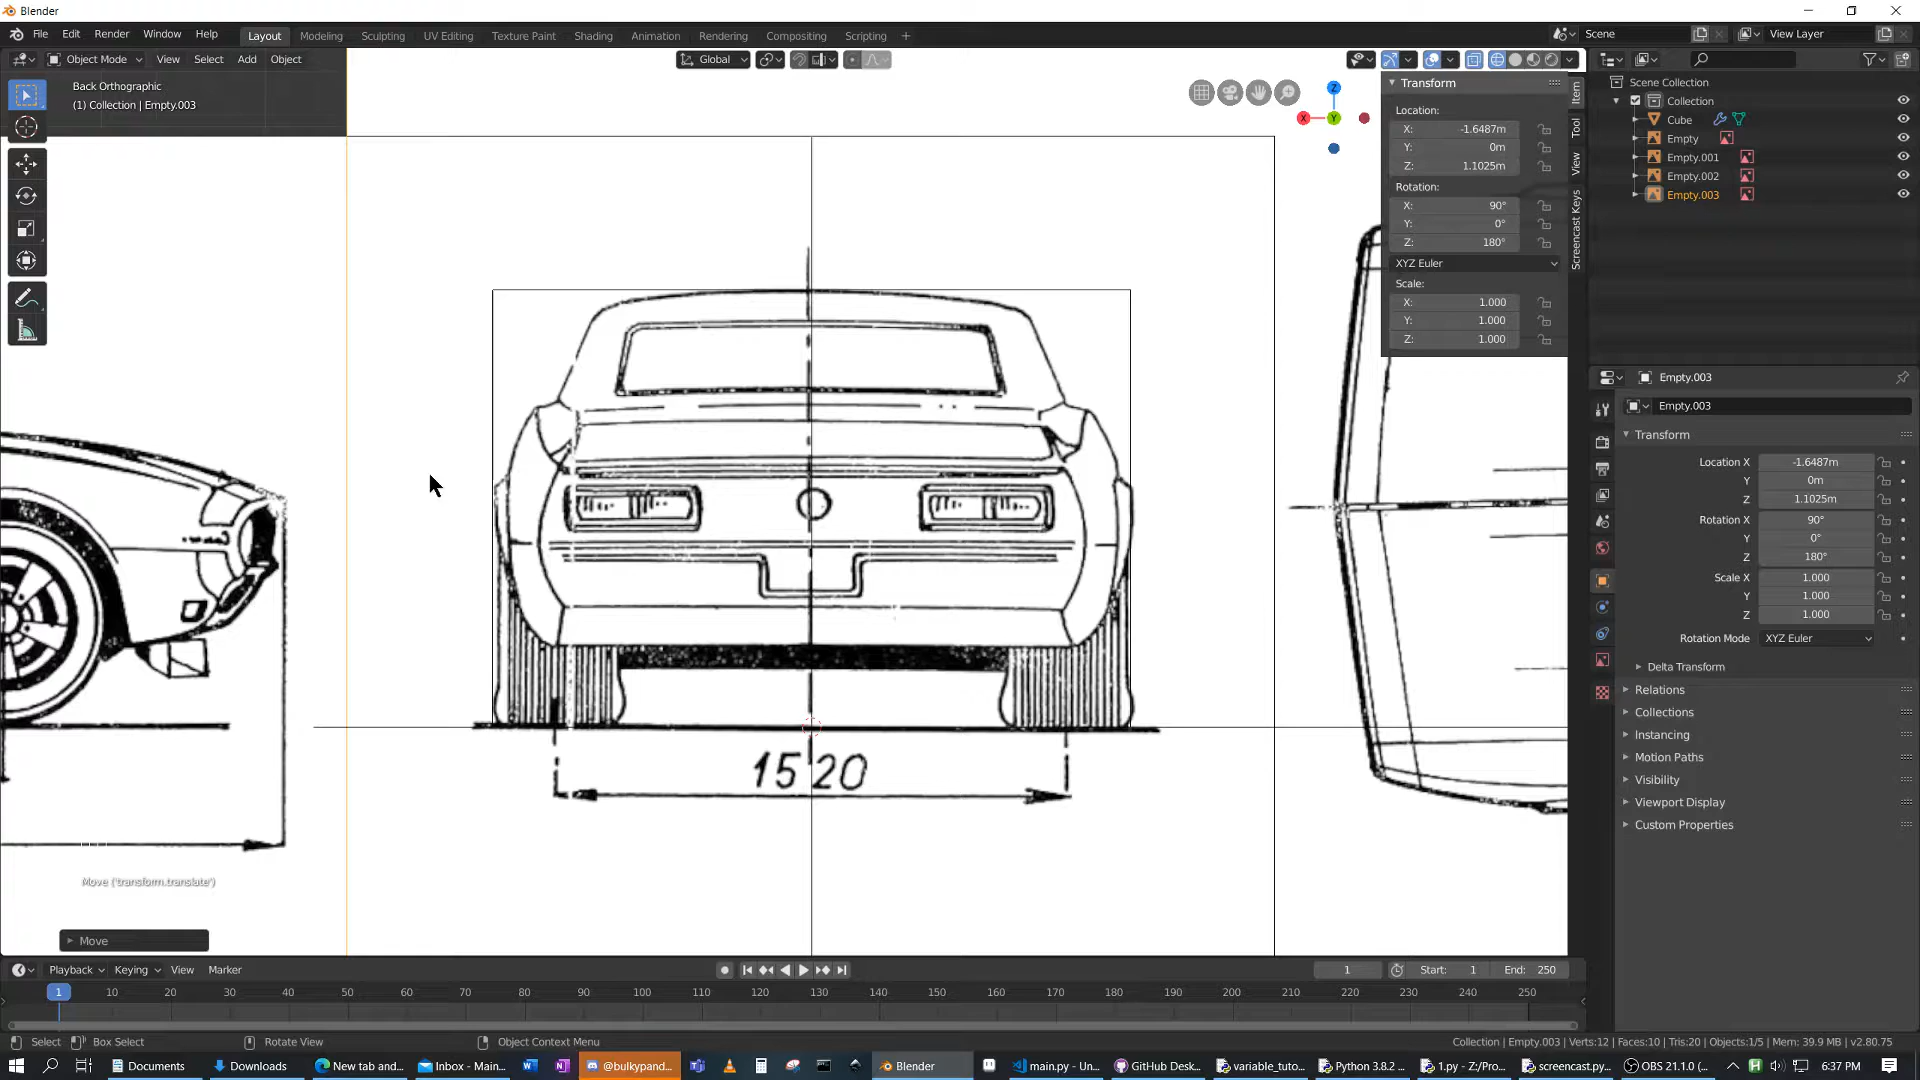 Blender
File Edit Render Window Help
Layout Modeling Sculpting UV Editing Texture Paint Shading Animation Rendering Compositing Scripting +
Scene
View Layer
Object Mode View Select Add Object
Global
Back Orthographic
(1) Collection | Empty.003
Transform
Location:
X: -1.6487m
Y: 0m
Z: 1.1025m
Rotation:
X: 90°
Y: 0°
Z: 180°
XYZ Euler
Scale:
X: 1.000
Y: 1.000
Z: 1.000
Item
Tool
View
Screencast Keys
X
Y
Z
Scene Collection
Collection
Cube
Empty
Empty.001
Empty.002
Empty.003
Empty.003
Empty.003
Transform
Location X -1.6487m
Y 0m
Z 1.1025m
Rotation X 90°
Y 0°
Z 180°
Scale X 1.000
Y 1.000
Z 1.000
Rotation Mode XYZ Euler
Delta Transform
Relations
Collections
Instancing
Motion Paths
Visibility
Viewport Display
Custom Properties
1520
Move ('transform.translate')
Move
Playback Keying View Marker
1 Start: 1 End: 250
1 10 20 30 40 50 60 70 80 90 100 110 120 130 140 150 160 170 180 190 200 210 220 230 240 250
Select Box Select Rotate View Object Context Menu
Collection | Empty.003 | Verts:12 | Faces:10 | Tris:20 | Objects:1/5 | Mem: 39.9 MB | v2.80.75
Documents Downloads New tab and... Inbox - Main... @bulkypand... Blender main.py - Un... GitHub Desk... variable_tuto... Python 3.8.2 ... 1.py - Z:/Pro... screencast.py... OBS 21.1.0 (... 6:37 PM